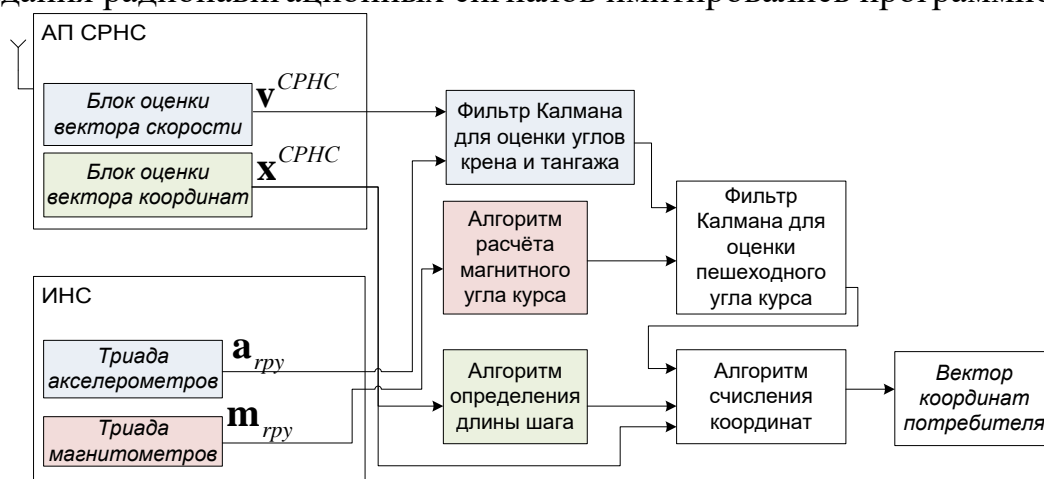 дания радионавигационных сигналов имитировались программно
АП СРНС
Блок оценки
вектора скорости
v^СРНС
Блок оценки
вектора координат
x^СРНС
Фильтр Калмана
для оценки углов
крена и тангажа
Алгоритм
расчёта
магнитного
угла курса
Фильтр
Калмана для
оценки
пешеходного
угла курса
ИНС
Триада
акселерометров
a_rpy
Триада
магнитометров
m_rpy
Алгоритм
определения
длины шага
Алгоритм
счисления
координат
Вектор
координат
потребителя